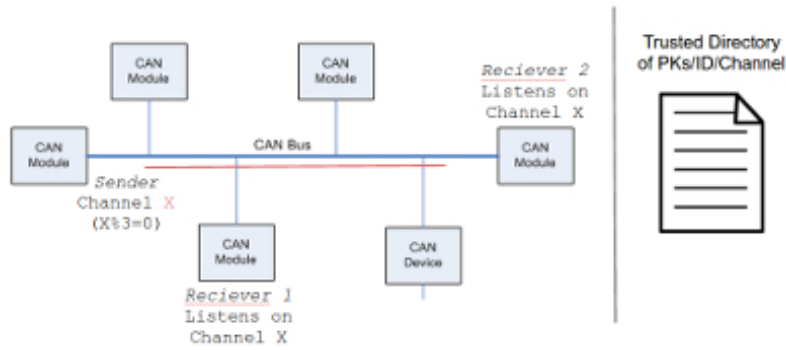 CAN
Module
CAN
Module
Reciever 2
Listens on
Channel X
CAN
Module
CAN Bus
CAN
Module
Sender
Channel X
(X%3=0)
CAN
Module
Reciever 1
Listens on
Channel X
CAN
Device
Trusted Directory
of PKs/ID/Channel